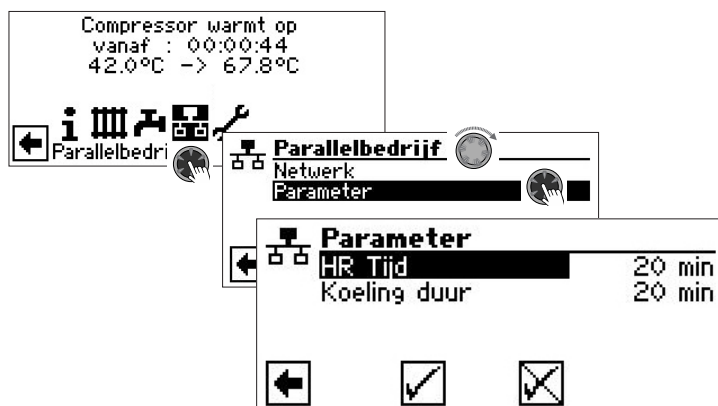 Compressor warmt op
vanaf : 00:00:44
42.0°C -> 67.8°C
Parallelbedri
Parallelbedrijf
Netwerk
Parameter
Parameter
HR Tijd 20 min
Koeling duur 20 min